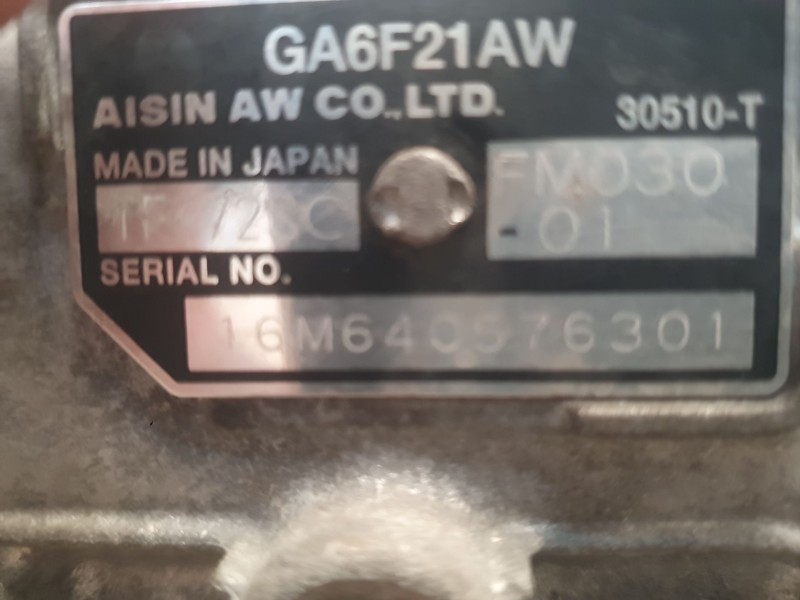 GA6F21AW
AISIN AW CO.,LTD.
30510-T
MADE IN JAPAN
FM030
-01
SERIAL NO.
16M640576301